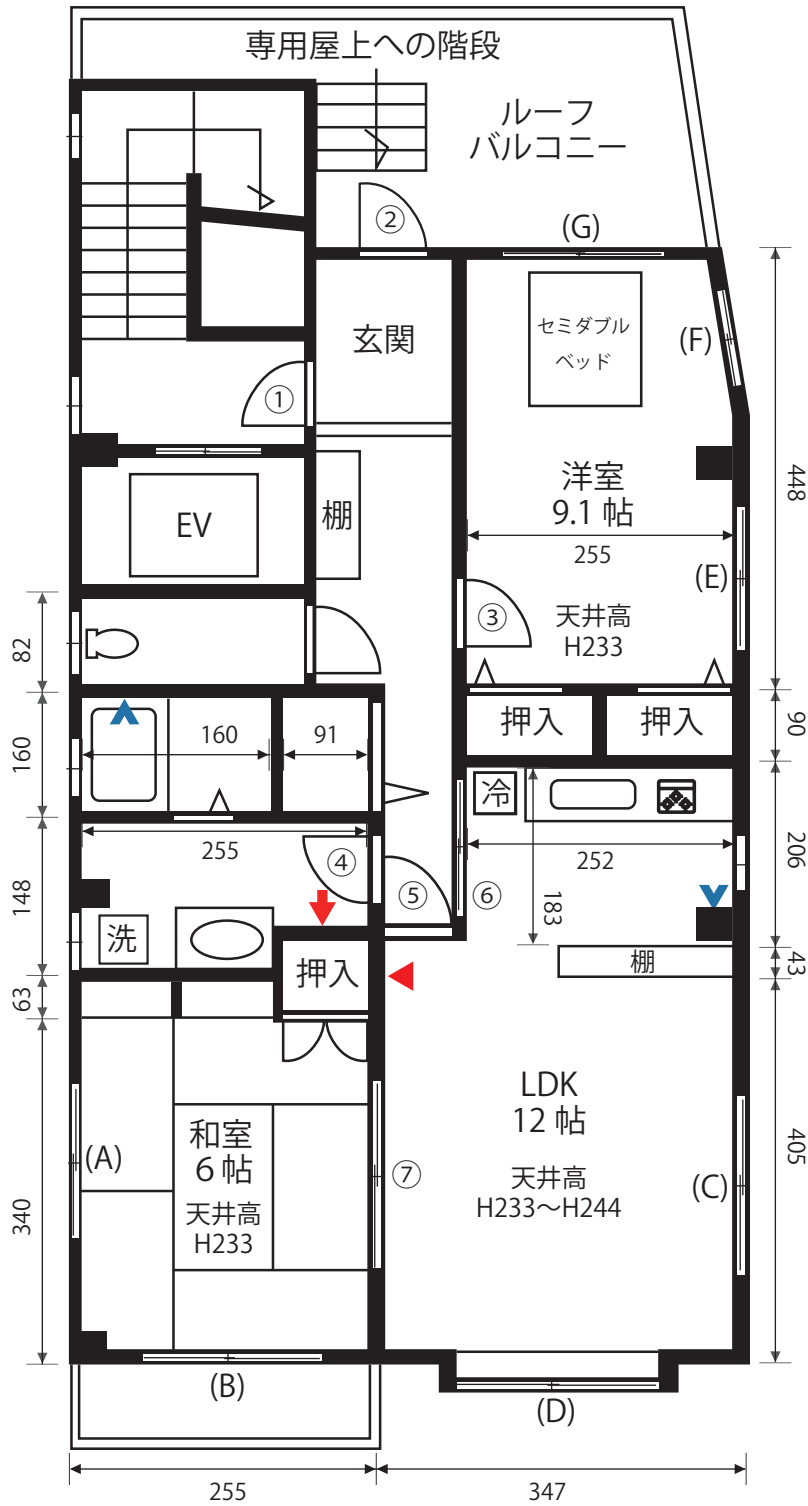 専用屋上への階段
ルーフ
バルコニー
②
(G)
玄関
セミダブル
ベッド
(F)
①
洋室
9.1 帖
448
EV
棚
255
(E)
天井高
H233
③
82
押入
押入
90
160
160
91
冷
206
255
252
④
⑤
⑥
183
148
洗
押入
棚
43
63
LDK
12 帖
405
和室
6 帖
(A)
⑦
天井高
H233〜H244
(C)
天井高
H233
340
(B)
(D)
255
347